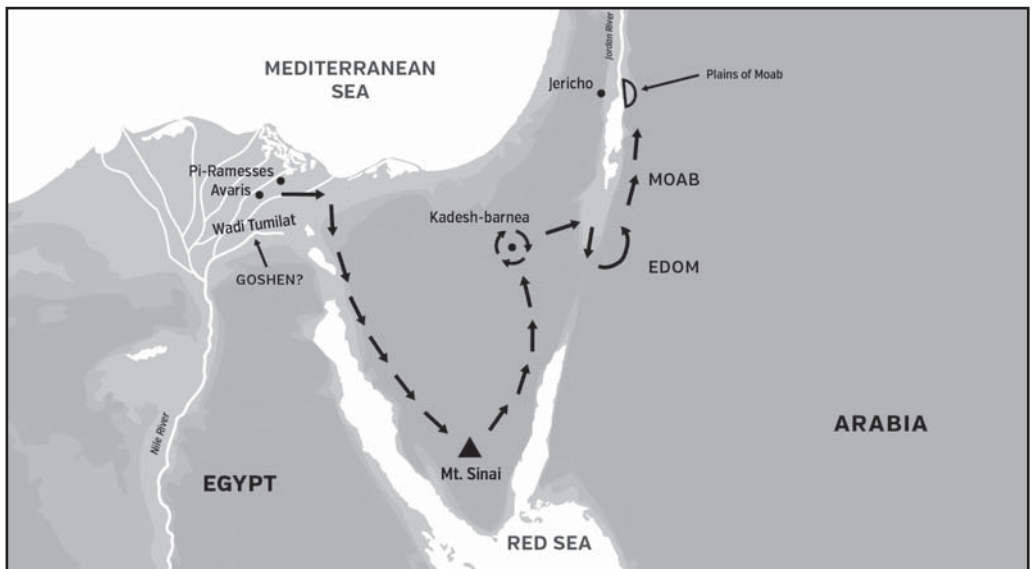 MEDITERRANEAN
SEA
Jordan River
Jericho
Plains of Moab
Pi-Ramesses
Avaris
Wadi Tumilat
GOSHEN?
Kadesh-barnea
MOAB
EDOM
Nile River
EGYPT
Mt. Sinai
RED SEA
ARABIA